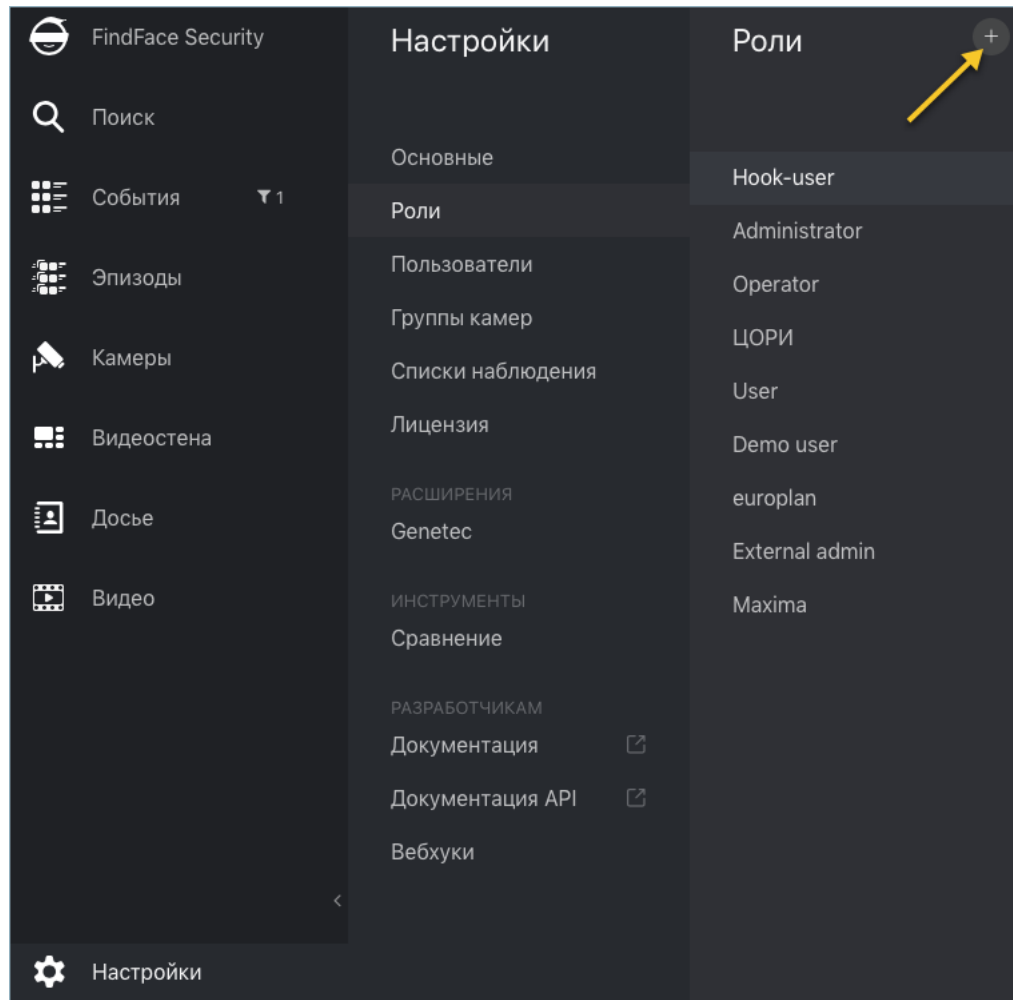 FindFace Security
Поиск
События 1
Эпизоды
Камеры
Видеостена
Досье
Видео
Настройки
Настройки
Основные
Роли
Пользователи
Группы камер
Списки наблюдения
Лицензия
РАСШИРЕНИЯ
Genetec
ИНСТРУМЕНТЫ
Сравнение
РАЗРАБОТЧИКАМ
Документация
Документация API
Вебхуки
Роли
Hook-user
Administrator
Operator
ЦОРИ
User
Demo user
europlan
External admin
Maxima